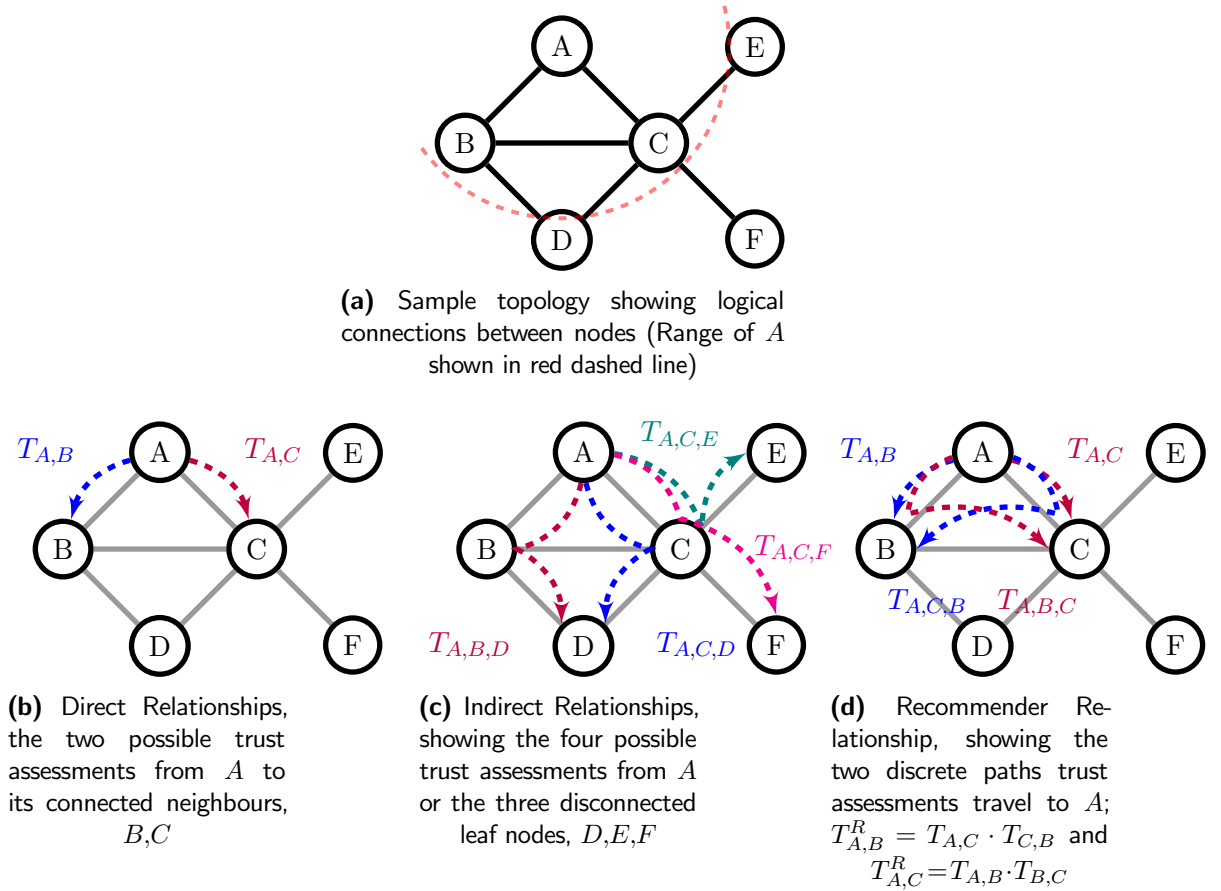 A
E
B
C
D
F
(a) Sample topology showing logical
connections between nodes (Range of A
shown in red dashed line)
T_{A,B}
A
T_{A,C}
E
B
C
D
F
(b) Direct Relationships,
the two possible trust
assessments from A to
its connected neighbours,
B,C
A
T_{A,C,E}
E
B
C
T_{A,C,F}
T_{A,B,D}
D
T_{A,C,D}
F
(c) Indirect Relationships,
showing the four possible
trust assessments from A
or the three disconnected
leaf nodes, D,E,F
T_{A,B}
A
T_{A,C}
E
B
C
T_{A,C,B}
T_{A,B,C}
D
F
(d) Recommender Re-
lationship, showing the
two discrete paths trust
assessments travel to A;
T^R_{A,B} = T_{A,C} · T_{C,B} and
T^R_{A,C}=T_{A,B}·T_{B,C}